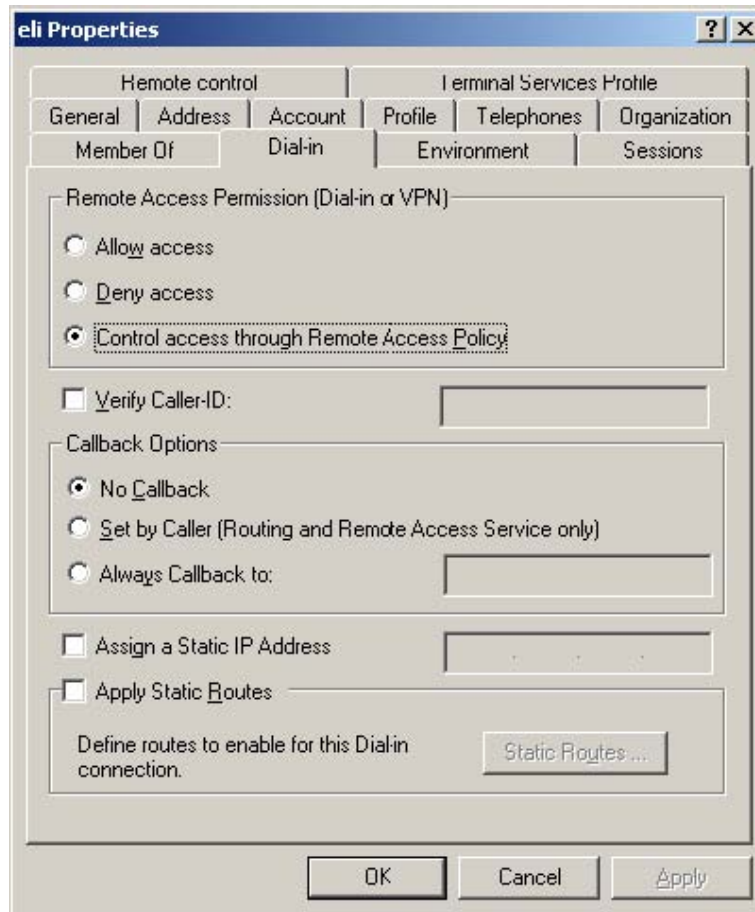 eli Properties
Remote control Terminal Services Profile
General Address Account Profile Telephones Organization
Member Of Dial-in Environment Sessions
Remote Access Permission (Dial-in or VPN)
Allow access
Deny access
Control access through Remote Access Policy
Verify Caller-ID:
Callback Options
No Callback
Set by Caller (Routing and Remote Access Service only)
Always Callback to:
Assign a Static IP Address
Apply Static Routes
Define routes to enable for this Dial-in
connection.
Static Routes ...
OK Cancel Apply